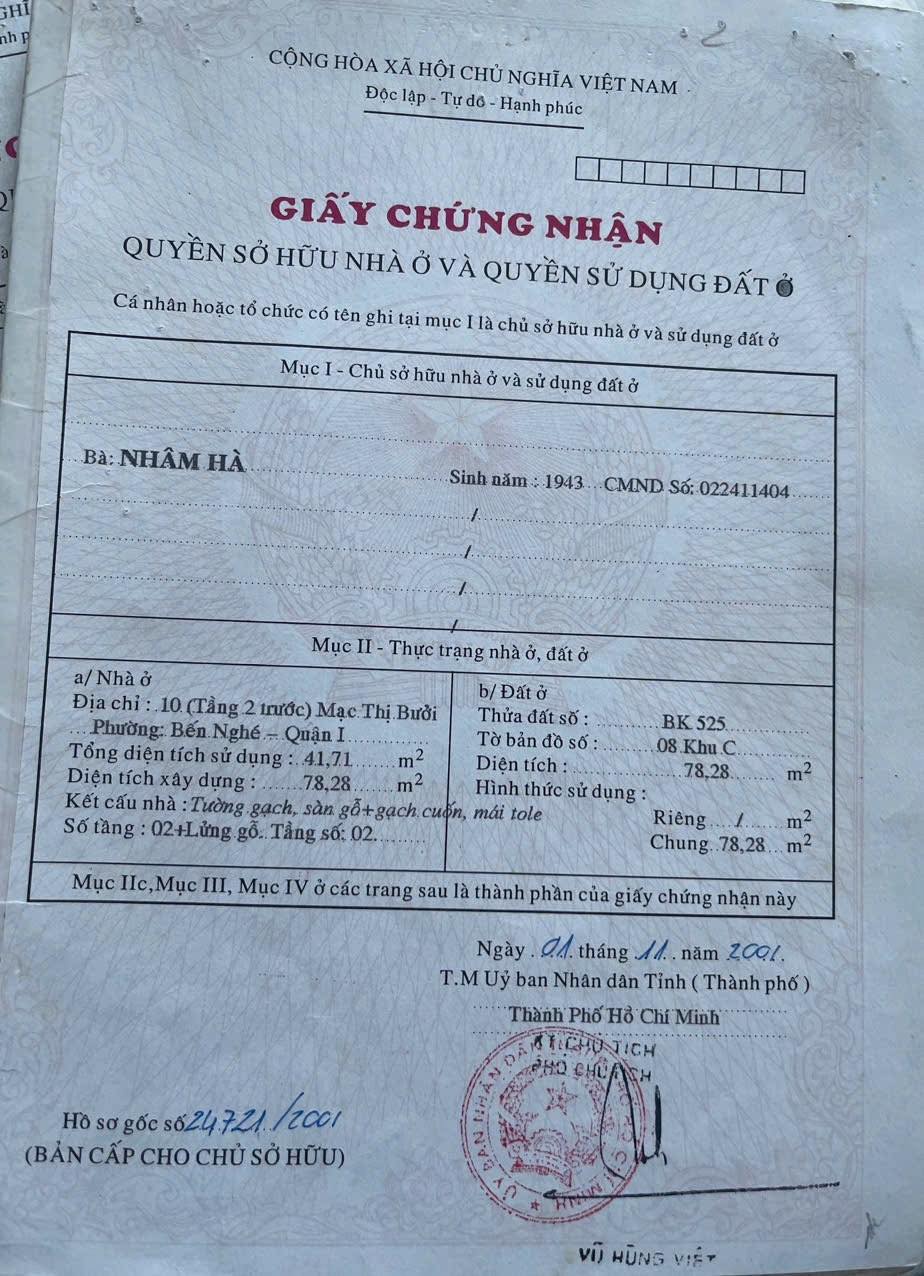 CỘNG HÒA XÃ HỘI CHỦ NGHĨA VIỆT NAM
Độc lập - Tự do - Hạnh phúc
2
GIẤY CHỨNG NHẬN
QUYỀN SỞ HỮU NHÀ Ở VÀ QUYỀN SỬ DỤNG ĐẤT Ở
Cá nhân hoặc tổ chức có tên ghi tại mục I là chủ sở hữu nhà ở và sử dụng đất ở
Mục I - Chủ sở hữu nhà ở và sử dụng đất ở
Bà: NHÂM HÀ Sinh năm : 1943 CMND Số: 022411404
/
/
/
/
Mục II - Thực trạng nhà ở, đất ở
a/ Nhà ở
Địa chỉ : 10 (Tầng 2 trước) Mạc Thị Bưởi
Phường: Bến Nghé – Quận I
Tổng diện tích sử dụng : 41,71 m²
Diện tích xây dựng : 78,28 m²
Kết cấu nhà : Tường gạch, sàn gỗ+gạch cuốn, mái tole
Số tầng : 02+Lửng gỗ. Tầng số: 02
b/ Đất ở
Thửa đất số : BK 525
Tờ bản đồ số : 08 Khu C
Diện tích : 78,28 m²
Hình thức sử dụng :
Riêng / m²
Chung 78,28 m²
Mục IIc,Mục III, Mục IV ở các trang sau là thành phần của giấy chứng nhận này
Ngày 01 tháng 11 năm 2001.
T.M Uỷ ban Nhân dân Tỉnh ( Thành phố )
Thành Phố Hồ Chí Minh
KT CHỦ TỊCH
PHÓ CHỦ TỊCH
Hồ sơ gốc số 24721/2001
(BẢN CẤP CHO CHỦ SỞ HỮU)
VŨ HÙNG VIỆT